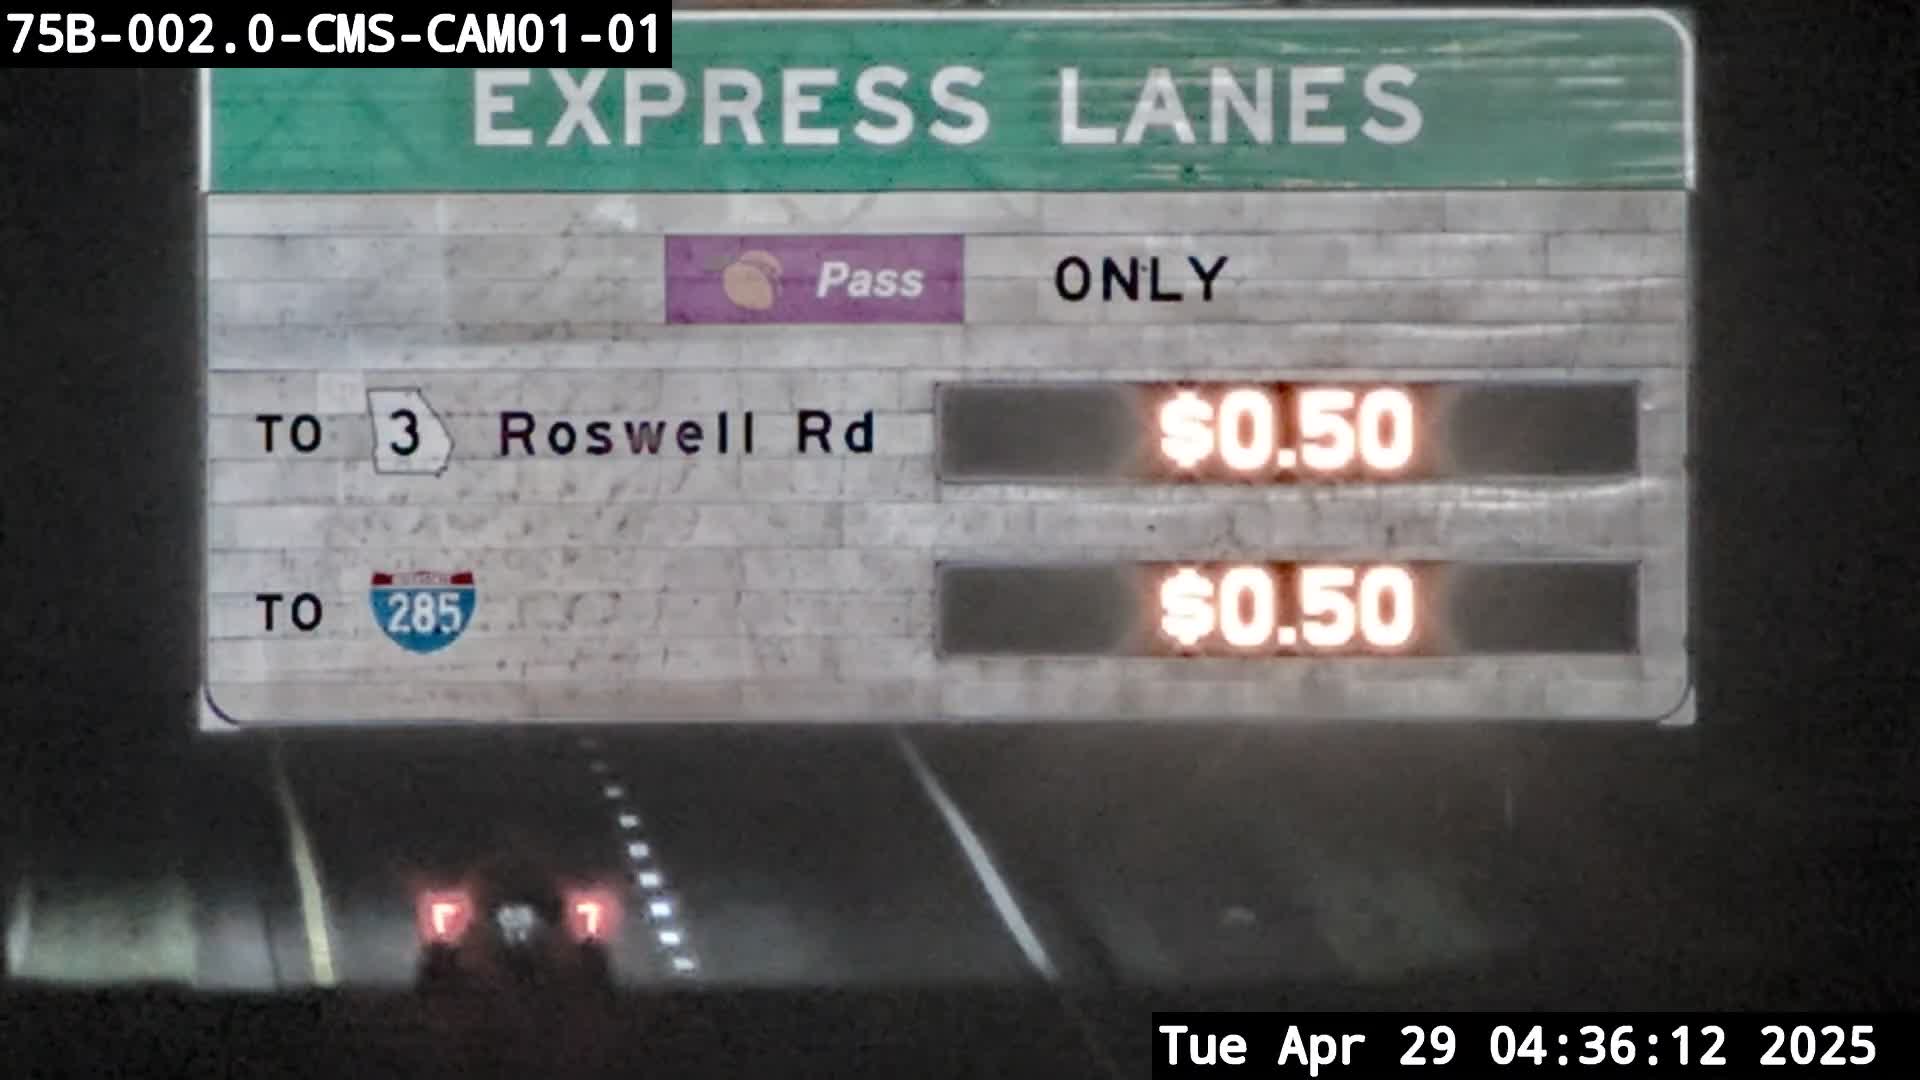 75B-002.0-CMS-CAM01-01
EXPRESS LANES
Pass ONLY
TO 3 Roswell Rd $0.50
TO 285 $0.50
Tue Apr 29 04:36:12 2025